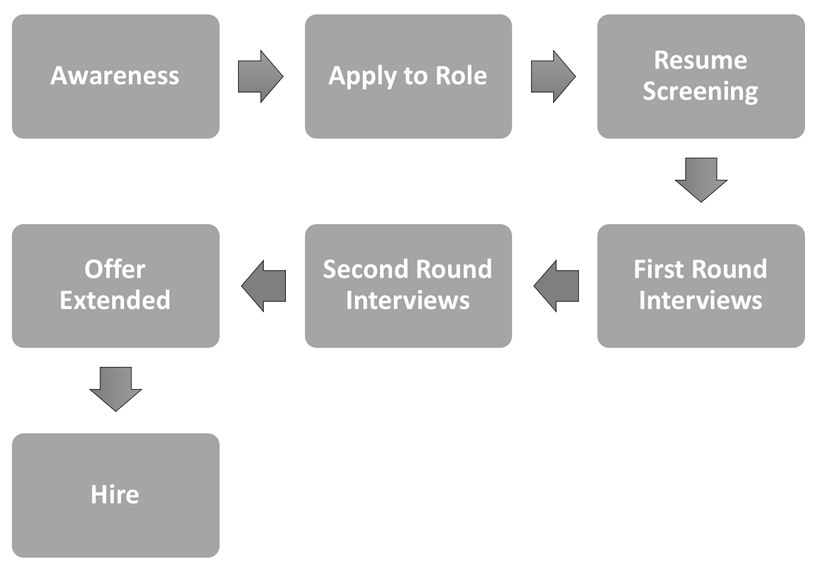 Awareness
Apply to Role
Resume
Screening
First Round
Interviews
Second Round
Interviews
Offer
Extended
Hire